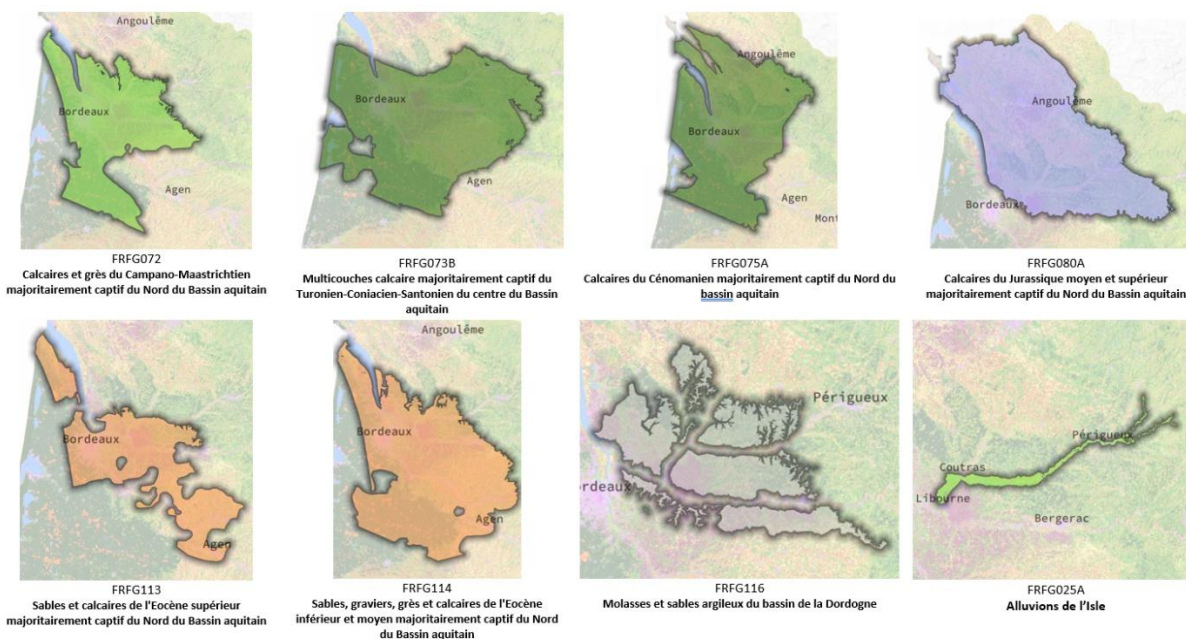 Angoulême
Bordeaux
Agen
FRFG072
Calcaires et grès du Campano-Maastrichtien
majoritairement captif du Nord du Bassin aquitain
Bordeaux
Agen
FRFG073B
Multicouches calcaire majoritairement captif du
Turonien-Coniacien-Santonien du centre du Bassin
aquitain
Angoulême
Bordeaux
Agen
Mont
FRFG075A
Calcaires du Cénomanien majoritairement captif du Nord du
bassin aquitain
Angoulême
Bordeaux
FRFG080A
Calcaires du Jurassique moyen et supérieur
majoritairement captif du Nord du Bassin aquitain
Bordeaux
Agen
FRFG113
Sables et calcaires de l'Eocène supérieur
majoritairement captif du Nord du Bassin aquitain
Angoulême
Bordeaux
Agen
FRFG114
Sables, graviers, grès et calcaires de l'Eocène
inférieur et moyen majoritairement captif du Nord
du Bassin aquitain
Périgueux
ordeaux
FRFG116
Molasses et sables argileux du bassin de la Dordogne
Périgueux
Coutras
Libourne
Bergerac
FRFG025A
Alluvions de l’Isle